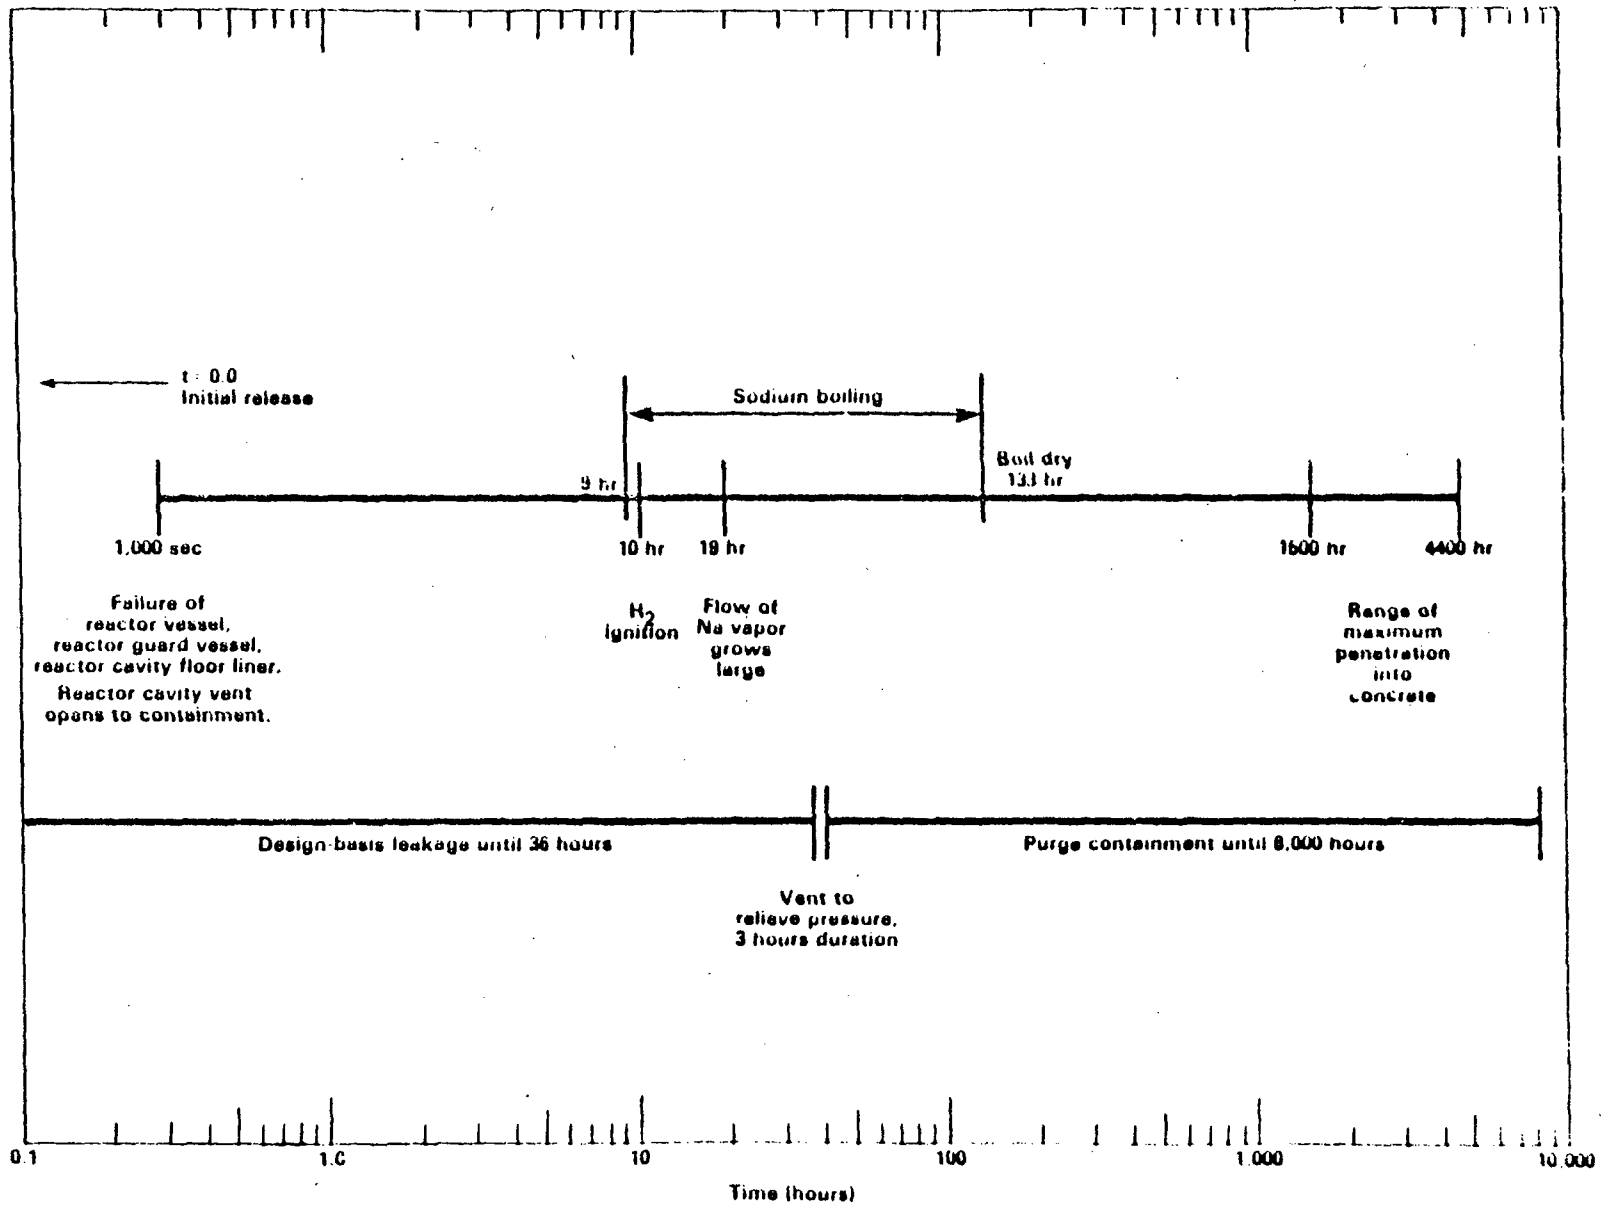 t = 0.0
Initial release
Sodium boiling
9 hr
Boil dry
133 hr
1,000 sec
10 hr
19 hr
1500 hr
4400 hr
Failure of
reactor vessel,
reactor guard vessel,
reactor cavity floor liner.
Reactor cavity vent
opens to containment.
H2
ignition
Flow of
Na vapor
grows
large
Range of
maximum
penetration
into
concrete
Design-basis leakage until 36 hours
Purge containment until 8,000 hours
Vent to
relieve pressure,
3 hours duration
0.1
1.0
10
100
1,000
10,000
Time (hours)